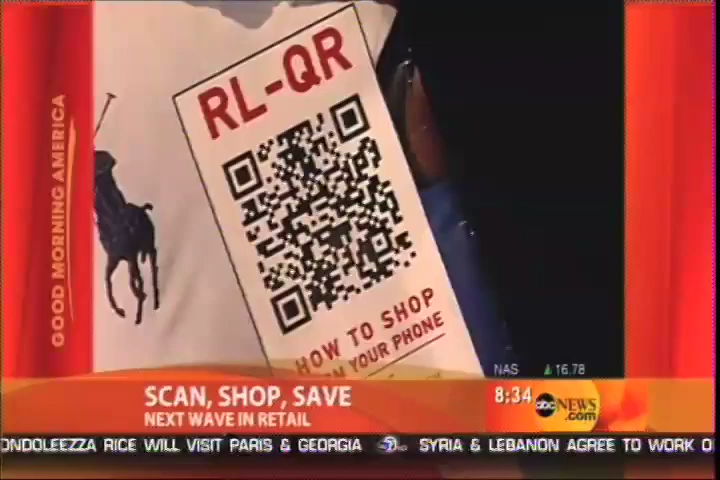 GOOD MORNING AMERICA
RL-QR
HOW TO SHOP
YOUR PHONE
NAS ▲16.78
SCAN, SHOP, SAVE
8:34
abc NEWS
.com
NEXT WAVE IN RETAIL
ONDOLEEZZA RICE WILL VISIT PARIS & GEORGIA 7 SYRIA & LEBANON AGREE TO WORK O